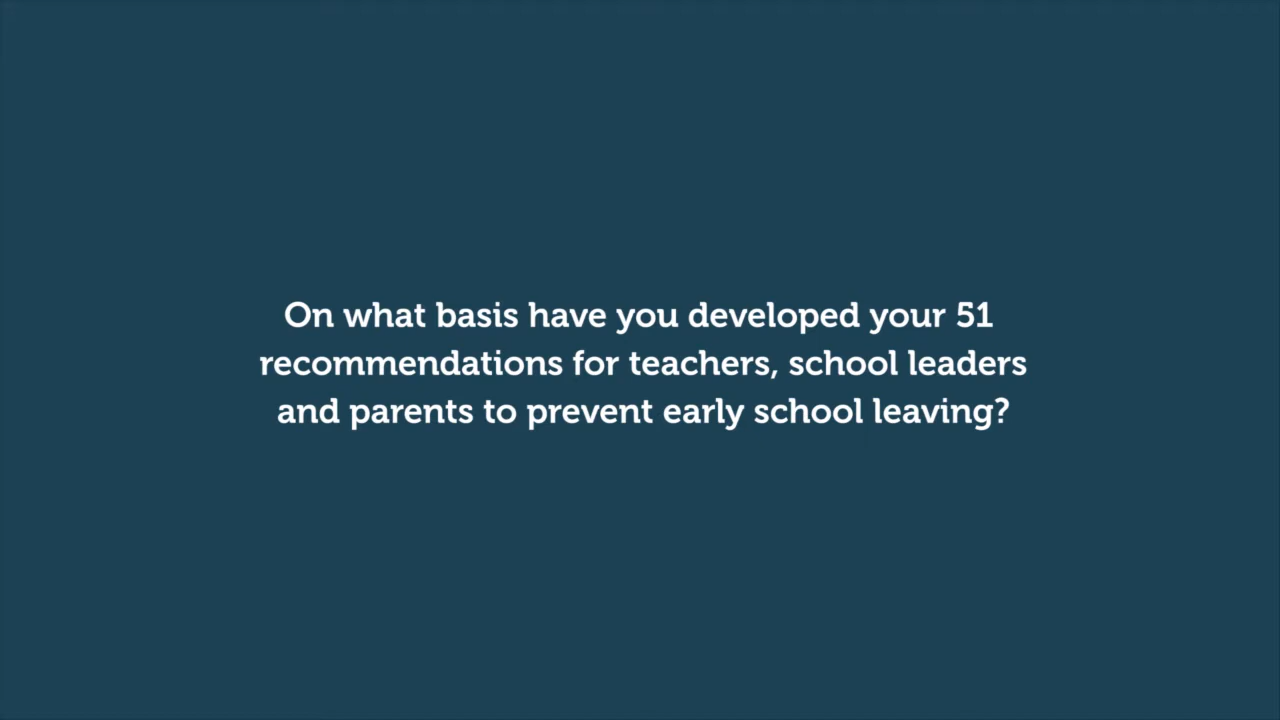 On what basis have you developed your 51
recommendations for teachers, school leaders
and parents to prevent early school leaving?